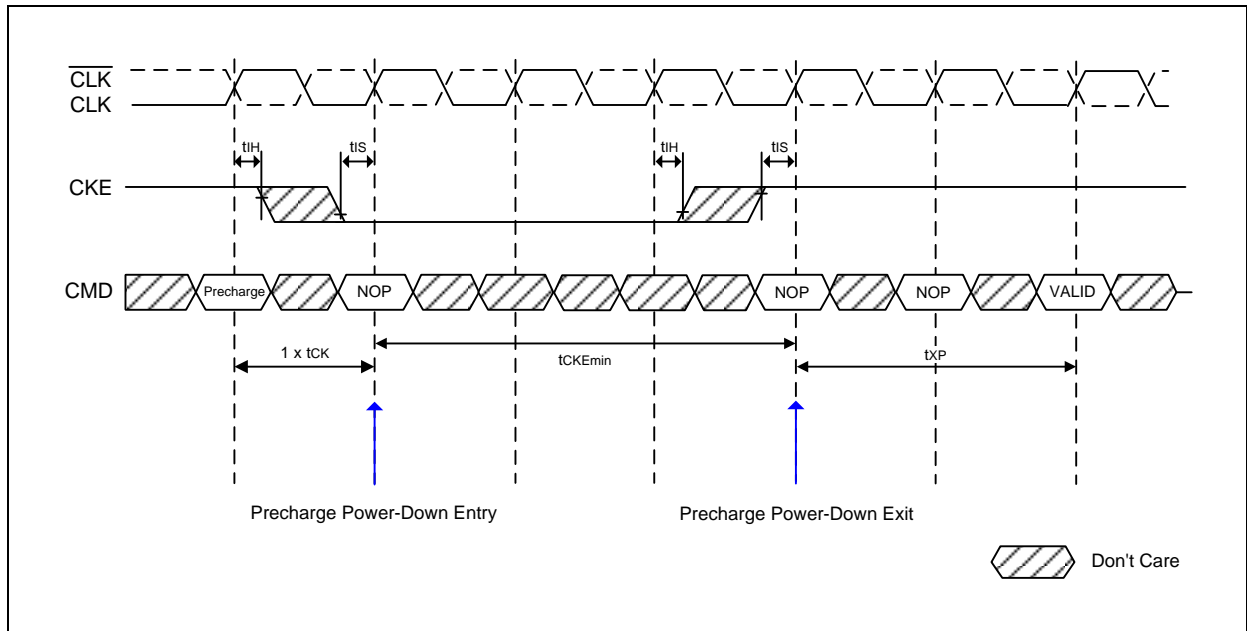 CLK
CLK
tIH
tIS
tIH
tIS
CKE
CMD
Precharge
NOP
NOP
NOP
VALID
1 x tCK
tCKEmin
tXP
Precharge Power-Down Entry
Precharge Power-Down Exit
Don't Care